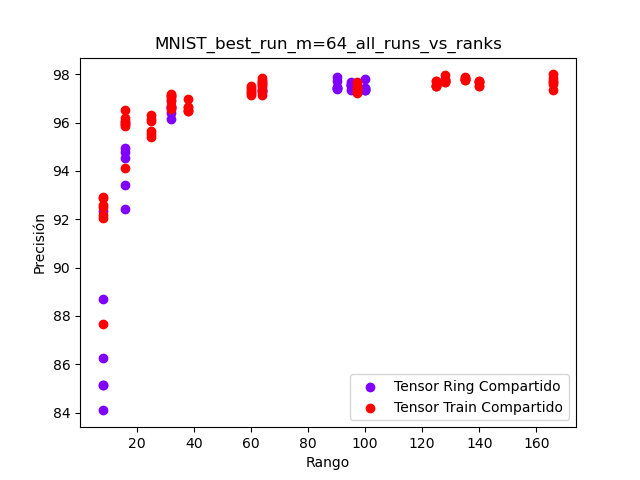 MNIST_best_run_m=64_all_runs_vs_ranks
98
96
94
92
90
88
86
84
Precisión
20 40 60 80 100 120 140 160
Rango
Tensor Ring Compartido
Tensor Train Compartido